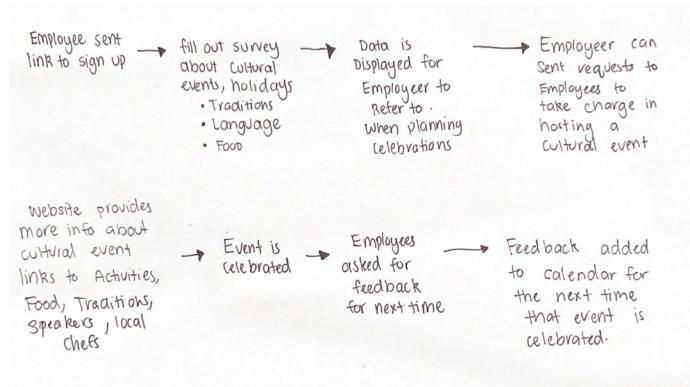 Employee sent
link to sign up
fill out survey
about cultural
events, holidays
• Traditions
• Language
• Food
Data is
Displayed for
Employeer to
Refer to.
When planning
celebrations
Employeer can
sent requests to
Employees to
take charge in
hosting a
cultural event
Website provides
more info about
cultural event
links to Activities,
Food, Traditions,
Speakers, local
Chefs
Event is
celebrated
Employees
asked for
feedback
for next time
Feedback added
to calendar for
the next time
that event is
celebrated.